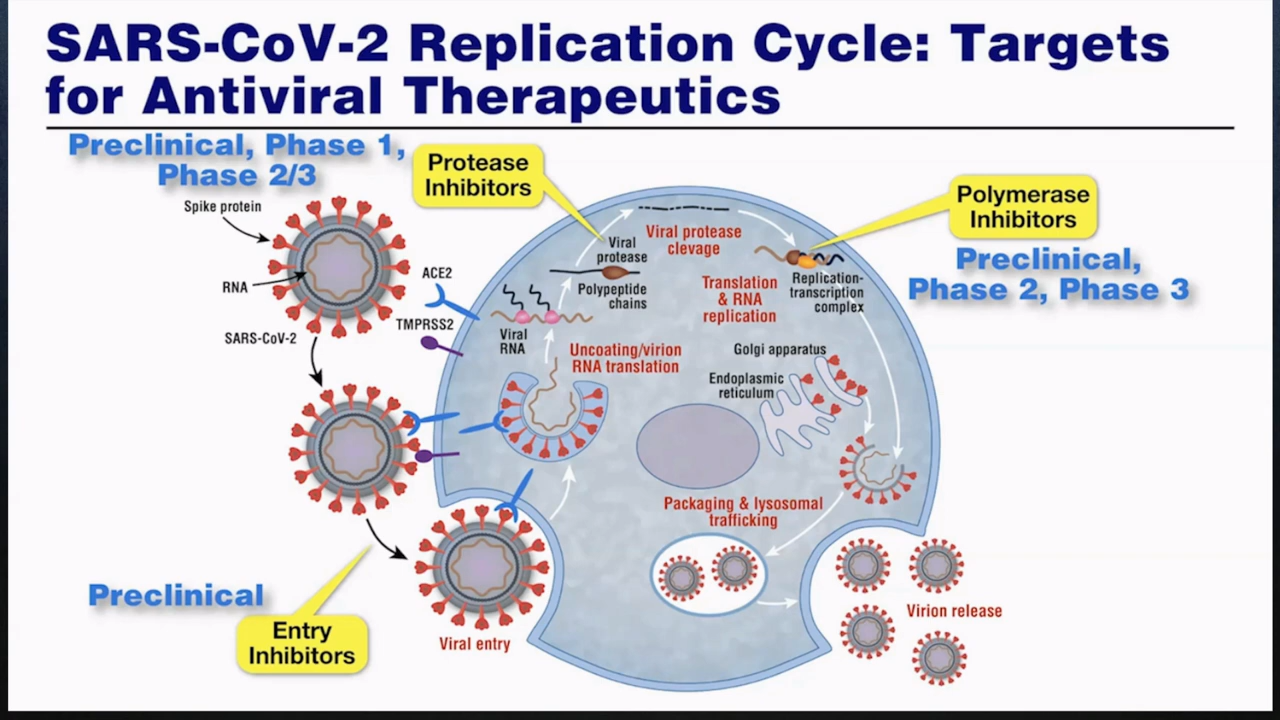 SARS-CoV-2 Replication Cycle: Targets
for Antiviral Therapeutics
Preclinical, Phase 1,
Phase 2/3
Protease
Inhibitors
Polymerase
Inhibitors
Preclinical,
Phase 2, Phase 3
Spike protein
RNA
SARS-CoV-2
ACE2
TMPRSS2
Viral
RNA
Viral
protease
Polypeptide
chains
Viral protease
clevage
Translation
& RNA
replication
Replication-
transcription
complex
Uncoating/virion
RNA translation
Golgi apparatus
Endoplasmic
reticulum
Packaging & lysosomal
trafficking
Preclinical
Entry
Inhibitors
Viral entry
Virion release